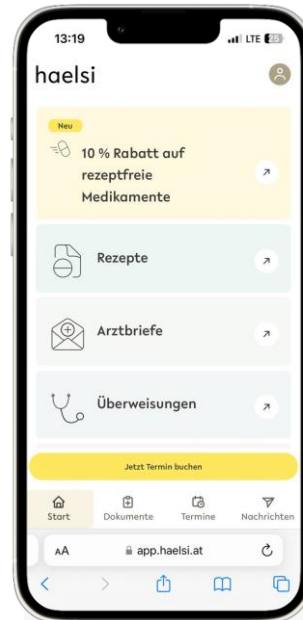 13:19
LTE 25
haelsi
Neu
10 % Rabatt auf
rezeptfreie
Medikamente
Rezepte
Arztbriefe
Überweisungen
Jetzt Termin buchen
Start
Dokumente
Termine
Nachrichten
AA
app.haelsi.at